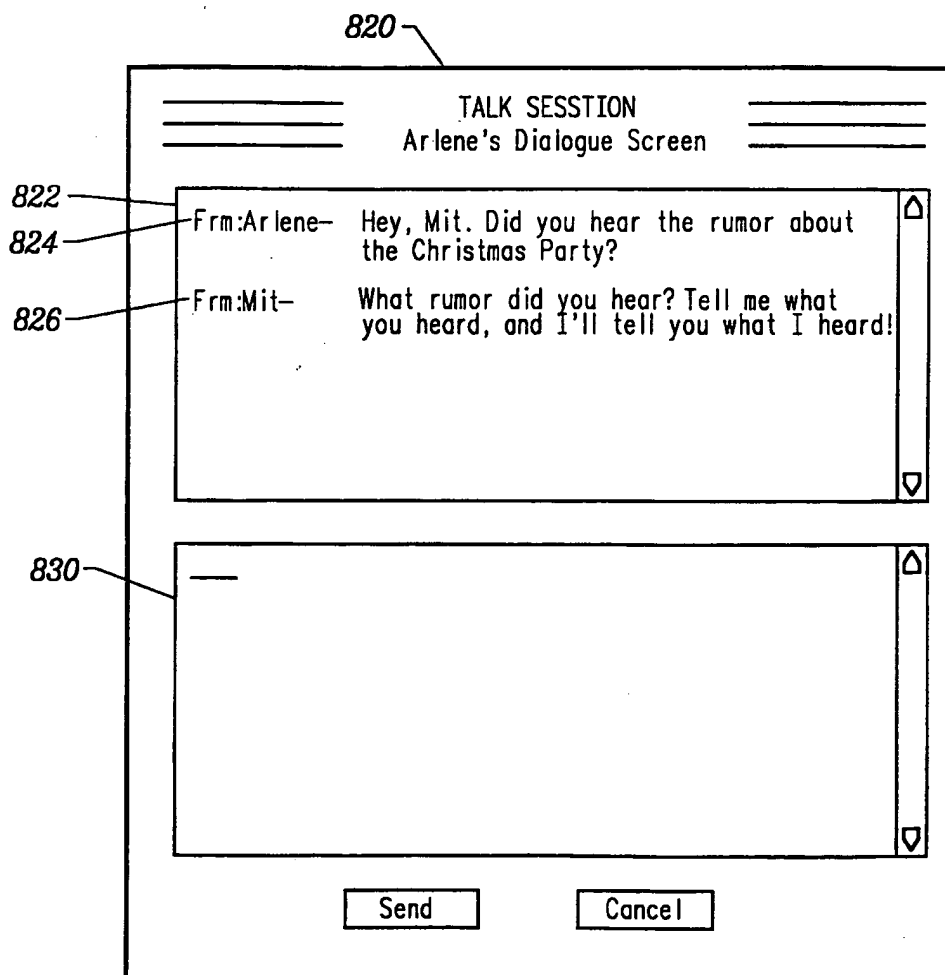 820
TALK SESSTION
Arlene's Dialogue Screen
822
824
Frm:Arlene– Hey, Mit. Did you hear the rumor about
the Christmas Party?
826
Frm:Mit– What rumor did you hear? Tell me what
you heard, and I'll tell you what I heard!
830
Send Cancel